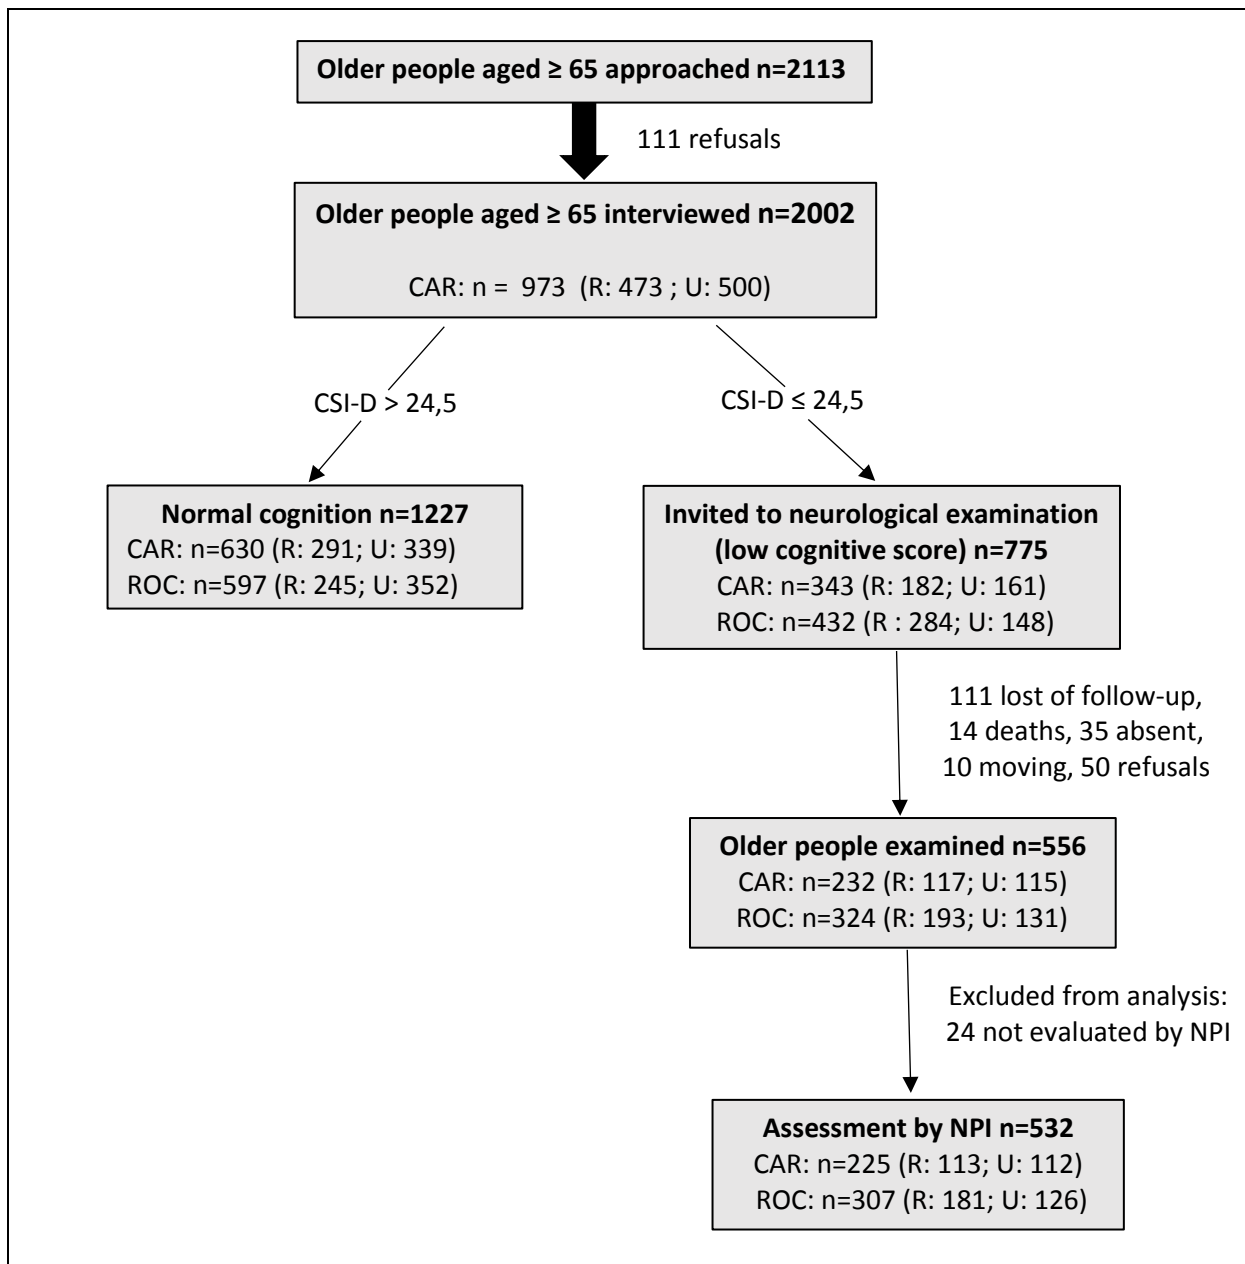 Older people aged ≥ 65 approached n=2113
111 refusals
Older people aged ≥ 65 interviewed n=2002
CAR: n = 973 (R: 473 ; U: 500)
CSI-D > 24,5
CSI-D ≤ 24,5
Normal cognition n=1227
CAR: n=630 (R: 291; U: 339)
ROC: n=597 (R: 245; U: 352)
Invited to neurological examination
(low cognitive score) n=775
CAR: n=343 (R: 182; U: 161)
ROC: n=432 (R : 284; U: 148)
111 lost of follow-up,
14 deaths, 35 absent,
10 moving, 50 refusals
Older people examined n=556
CAR: n=232 (R: 117; U: 115)
ROC: n=324 (R: 193; U: 131)
Excluded from analysis:
24 not evaluated by NPI
Assessment by NPI n=532
CAR: n=225 (R: 113; U: 112)
ROC: n=307 (R: 181; U: 126)